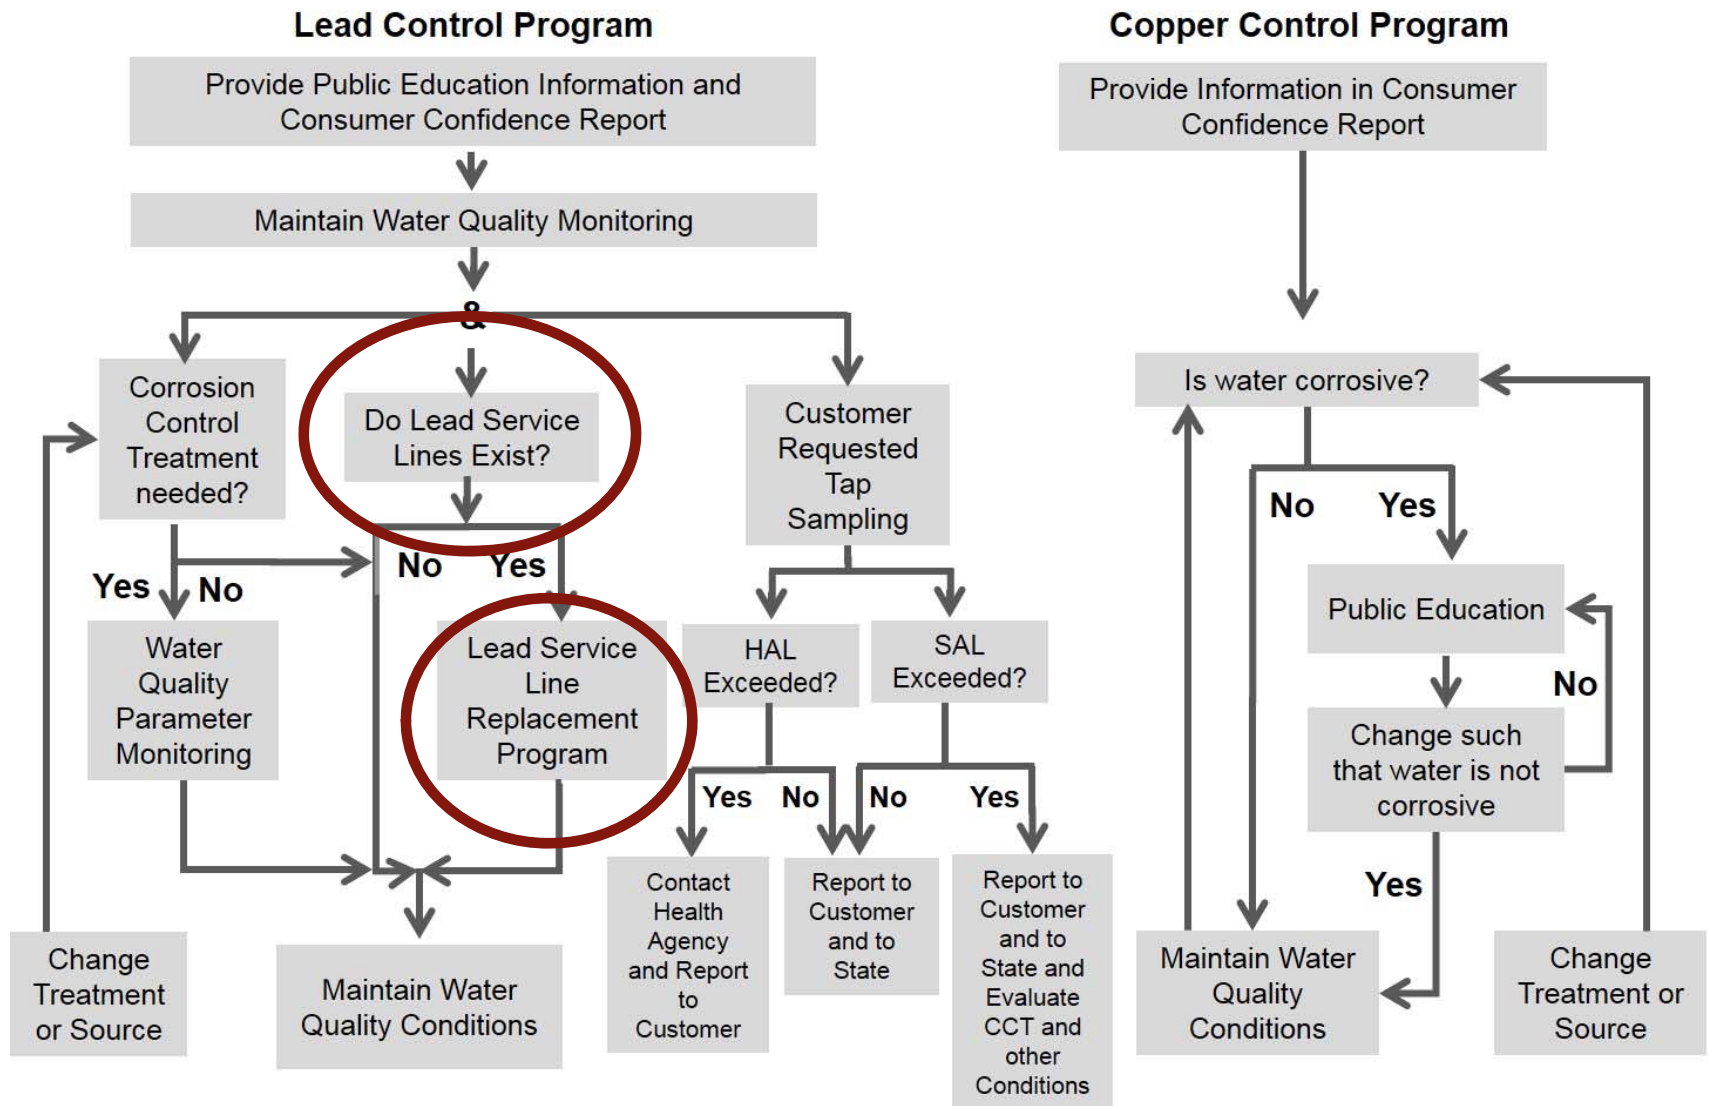 Lead Control Program
Provide Public Education Information and
Consumer Confidence Report
Maintain Water Quality Monitoring
&
Corrosion
Control
Treatment
needed?
Yes
No
Water
Quality
Parameter
Monitoring
Change
Treatment
or Source
Do Lead Service
Lines Exist?
No
Yes
Lead Service
Line
Replacement
Program
Maintain Water
Quality Conditions
Customer
Requested
Tap
Sampling
HAL
Exceeded?
SAL
Exceeded?
Yes
No
No
Yes
Contact
Health
Agency
and Report
to
Customer
Report to
Customer
and to
State
Report to
Customer
and to
State and
Evaluate
CCT and
other
Conditions
Copper Control Program
Provide Information in Consumer
Confidence Report
Is water corrosive?
No
Yes
Public Education
No
Change such
that water is not
corrosive
Yes
Maintain Water
Quality
Conditions
Change
Treatment or
Source